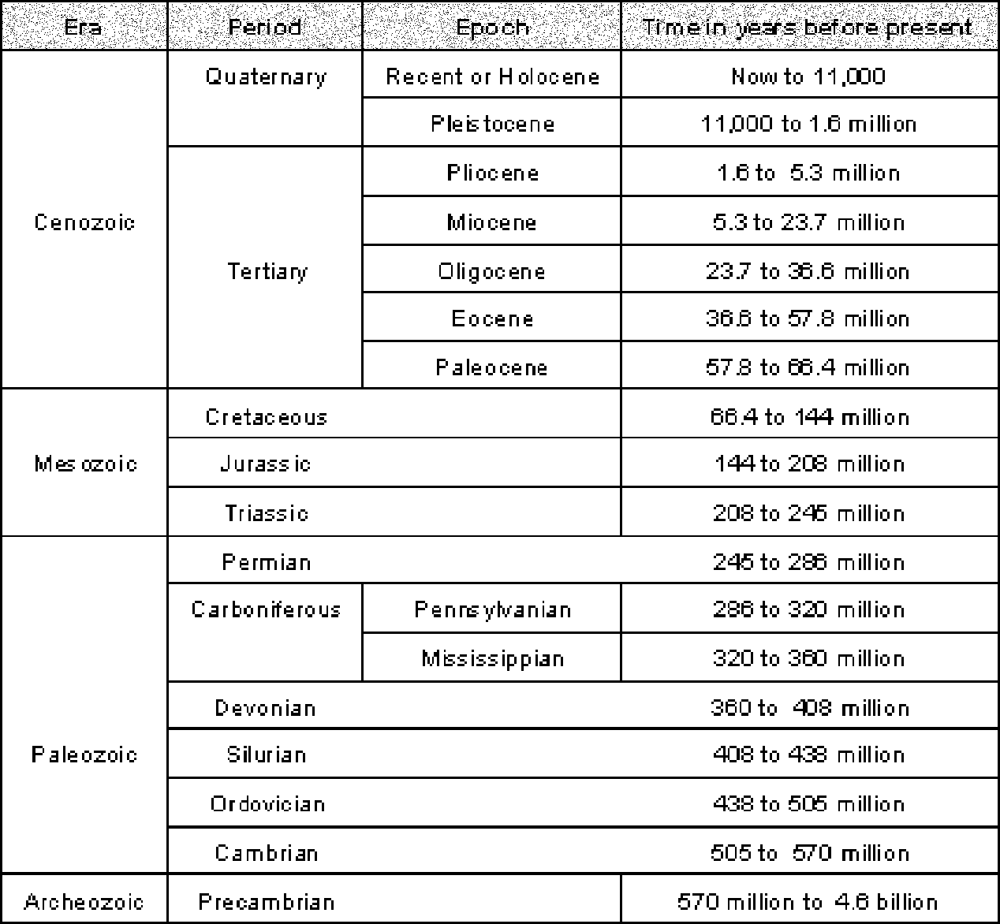 Era Period Epoch Time in years before present
Quaternary Recent or Holocene Now to 11,000
Pleistocene 11,000 to 1.6 million
Pliocene 1.6 to 5.3 million
Cenozoic Miocene 5.3 to 23.7 million
Tertiary Oligocene 23.7 to 36.6 million
Eocene 36.6 to 57.8 million
Paleocene 57.8 to 66.4 million
Cretaceous 66.4 to 144 million
Mesozoic Jurassic 144 to 208 million
Triassic 208 to 245 million
Permian 245 to 286 million
Carboniferous Pennsylvanian 286 to 320 million
Mississippian 320 to 360 million
Devonian 360 to 408 million
Paleozoic Silurian 408 to 438 million
Ordovician 438 to 505 million
Cambrian 505 to 570 million
Archeozoic Precambrian 570 million to 4.6 billion